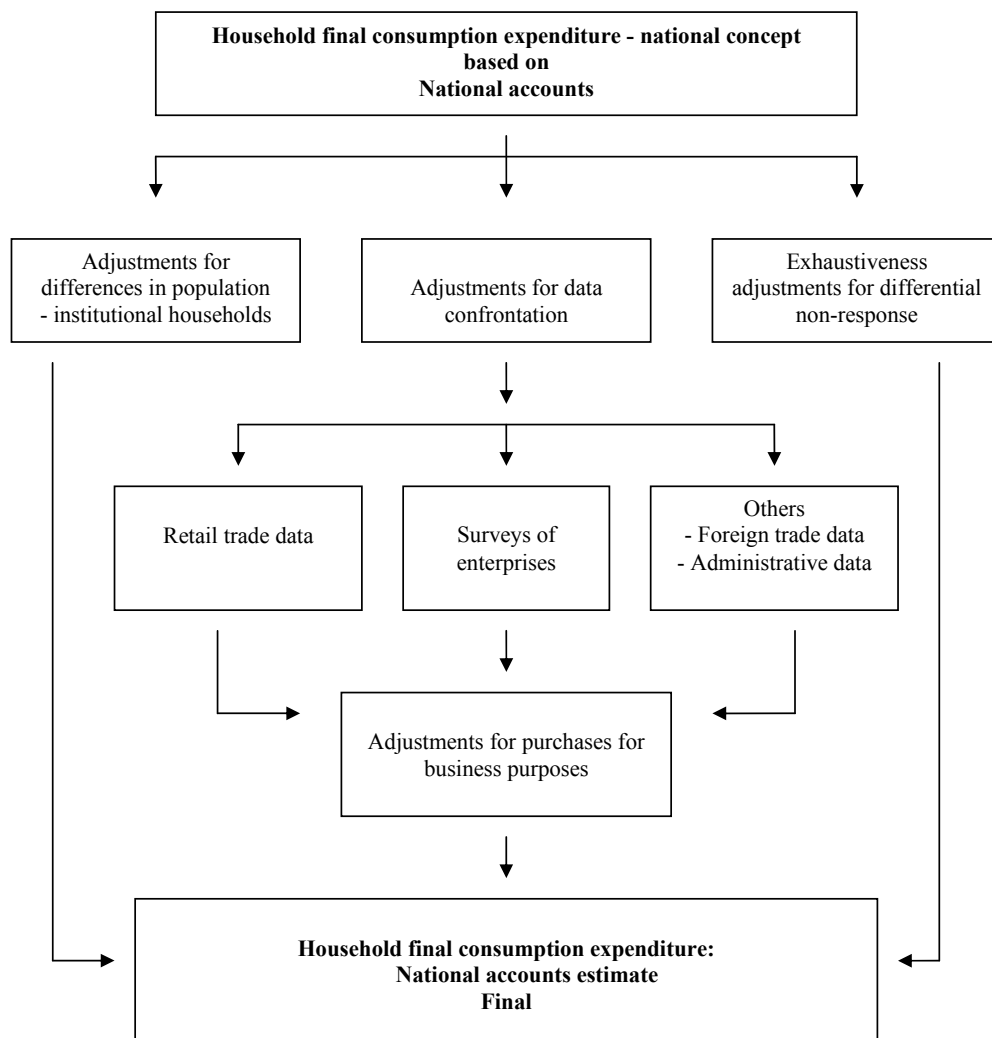 Household final consumption expenditure - national concept
based on
National accounts
Adjustments for
differences in population
- institutional households
Adjustments for data
confrontation
Exhaustiveness
adjustments for differential
non-response
Retail trade data
Surveys of
enterprises
Others
- Foreign trade data
- Administrative data
Adjustments for purchases for
business purposes
Household final consumption expenditure:
National accounts estimate
Final